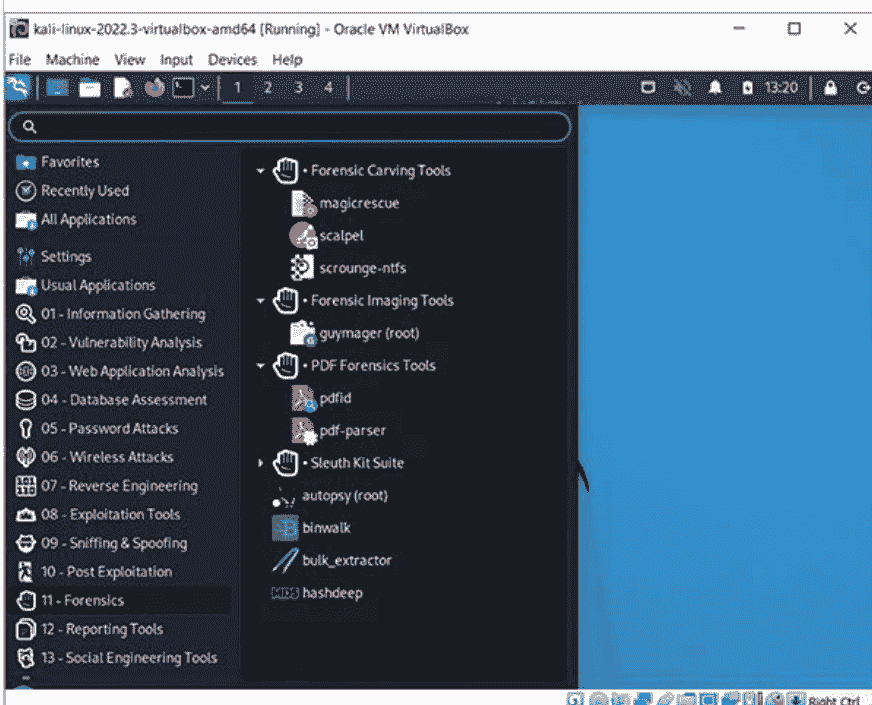 kali-linux-2022.3-virtualbox-amd64 [Running] - Oracle VM VirtualBox
File Machine View Input Devices Help
1 2 3 4 13:20
Favorites
Recently Used
All Applications
Settings
Usual Applications
01 - Information Gathering
02 - Vulnerability Analysis
03 - Web Application Analysis
04 - Database Assessment
05 - Password Attacks
06 - Wireless Attacks
07 - Reverse Engineering
08 - Exploitation Tools
09 - Sniffing & Spoofing
10 - Post Exploitation
11 - Forensics
12 - Reporting Tools
13 - Social Engineering Tools
• Forensic Carving Tools
magicrescue
scalpel
scrounge-ntfs
• Forensic Imaging Tools
guymager (root)
• PDF Forensics Tools
pdfid
pdf-parser
• Sleuth Kit Suite
autopsy (root)
binwalk
bulk_extractor
hashdeep
Right Ctrl